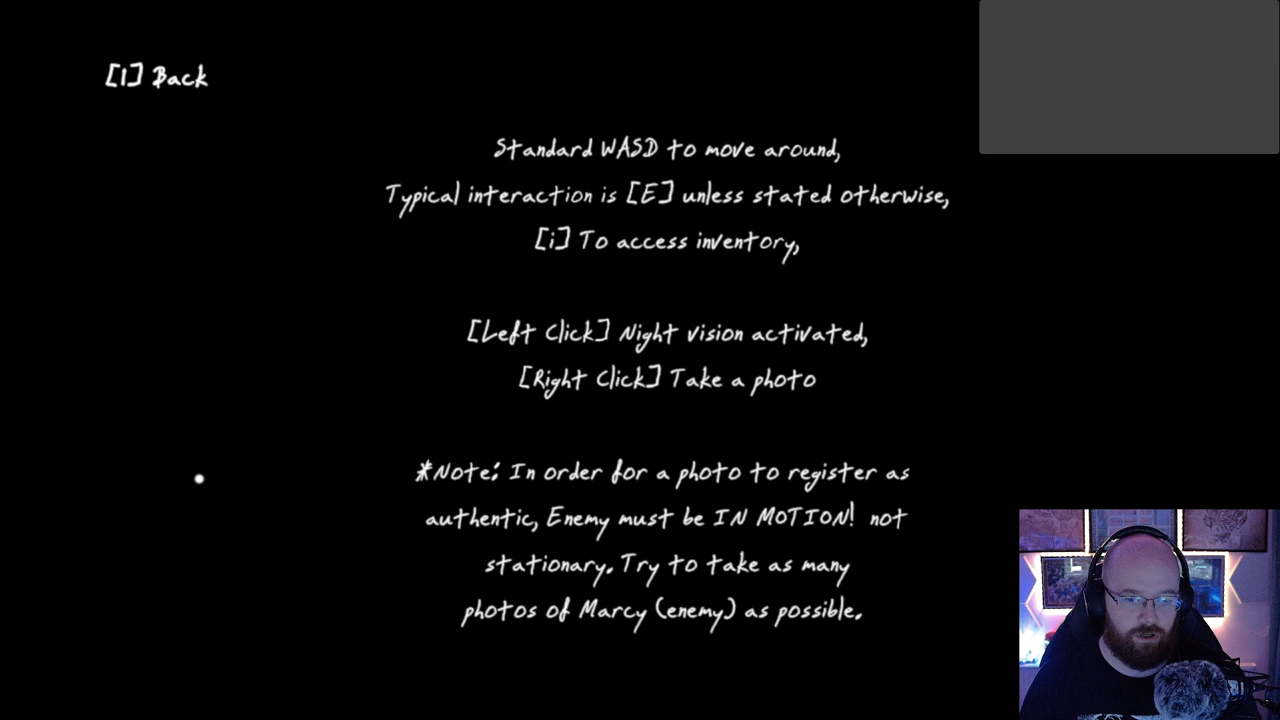 [1] Back
Standard WASD to move around,
Typical interaction is [E] unless stated otherwise,
[i] To access inventory,
[Left Click] Night vision activated,
[Right Click] Take a photo
*Note: In order for a photo to register as
authentic, Enemy must be IN MOTION! not
stationary. Try to take as many
photos of Marcy (enemy) as possible.